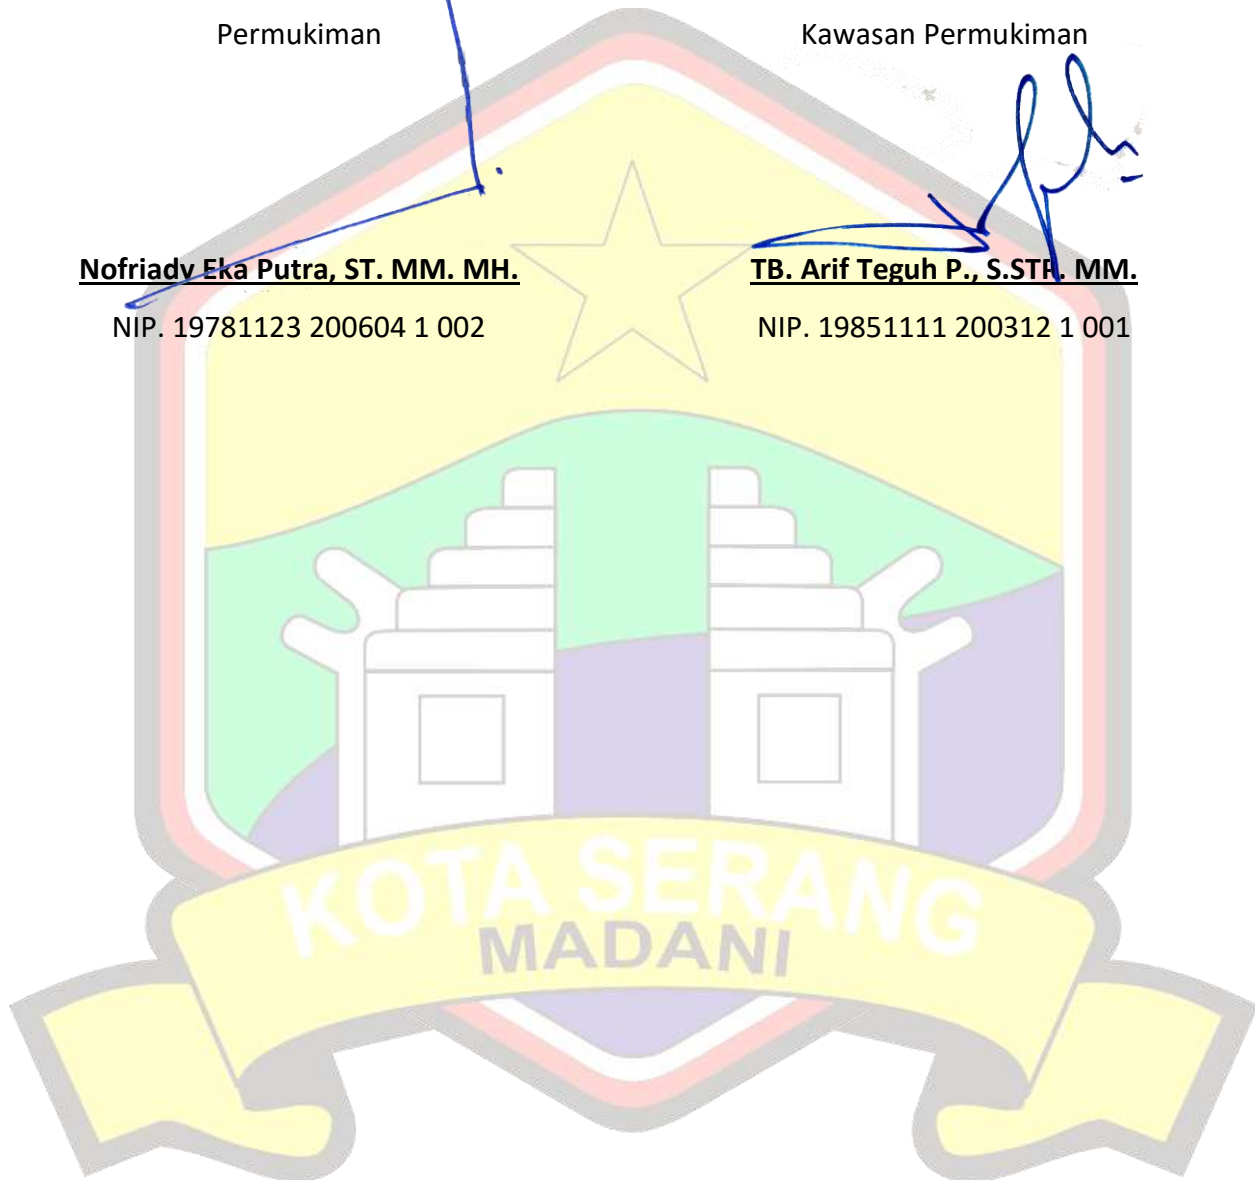 Permukiman
Kawasan Permukiman
Nofriady Eka Putra, ST. MM. MH.
TB. Arif Teguh P., S.STP. MM.
NIP. 19781123 200604 1 002
NIP. 19851111 200312 1 001
KOTA SERANG
MADANI